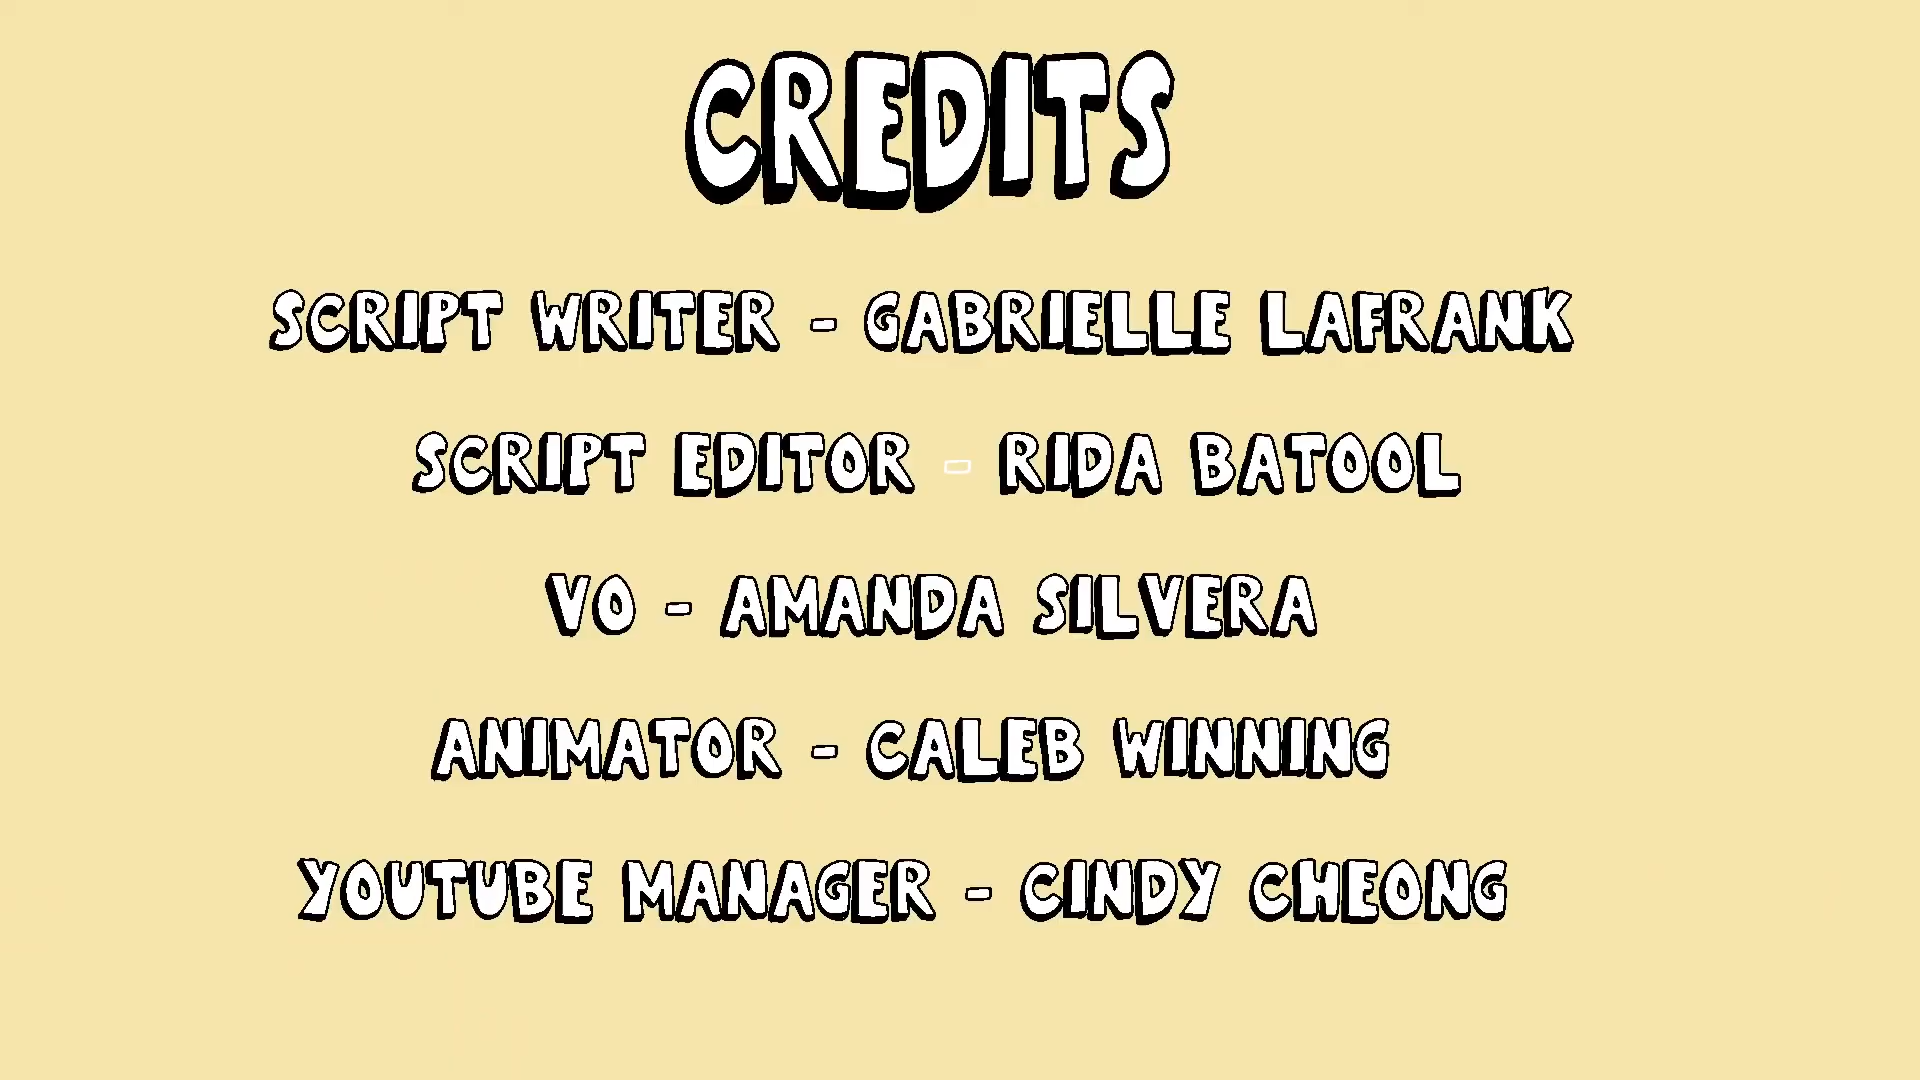 CREDITS
SCRIPT WRITER - GABRIELLE LAFRANK
SCRIPT EDITOR - RIDA BATOOL
VO - AMANDA SILVERA
ANIMATOR - CALEB WINNING
YOUTUBE MANAGER - CINDY CHEONG